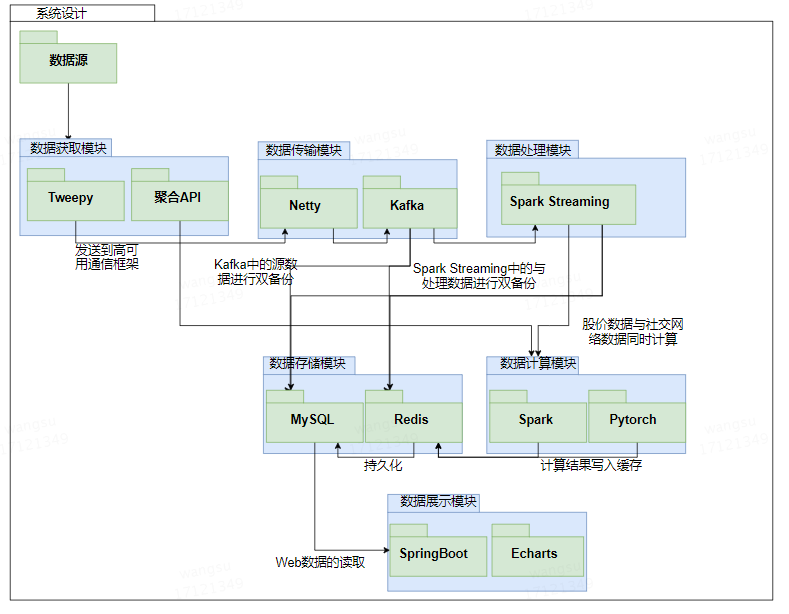 系统设计
数据源
数据获取模块
Tweepy
聚合API
数据传输模块
Netty
Kafka
数据处理模块
Spark Streaming
发送到高可
用通信框架
Kafka中的源数
据进行双备份
Spark Streaming中的与
处理数据进行双备份
股价数据与社交网
络数据同时计算
数据存储模块
MySQL
Redis
数据计算模块
Spark
Pytorch
持久化
计算结果写入缓存
数据展示模块
SpringBoot
Echarts
Web数据的读取
wangsu
17121349